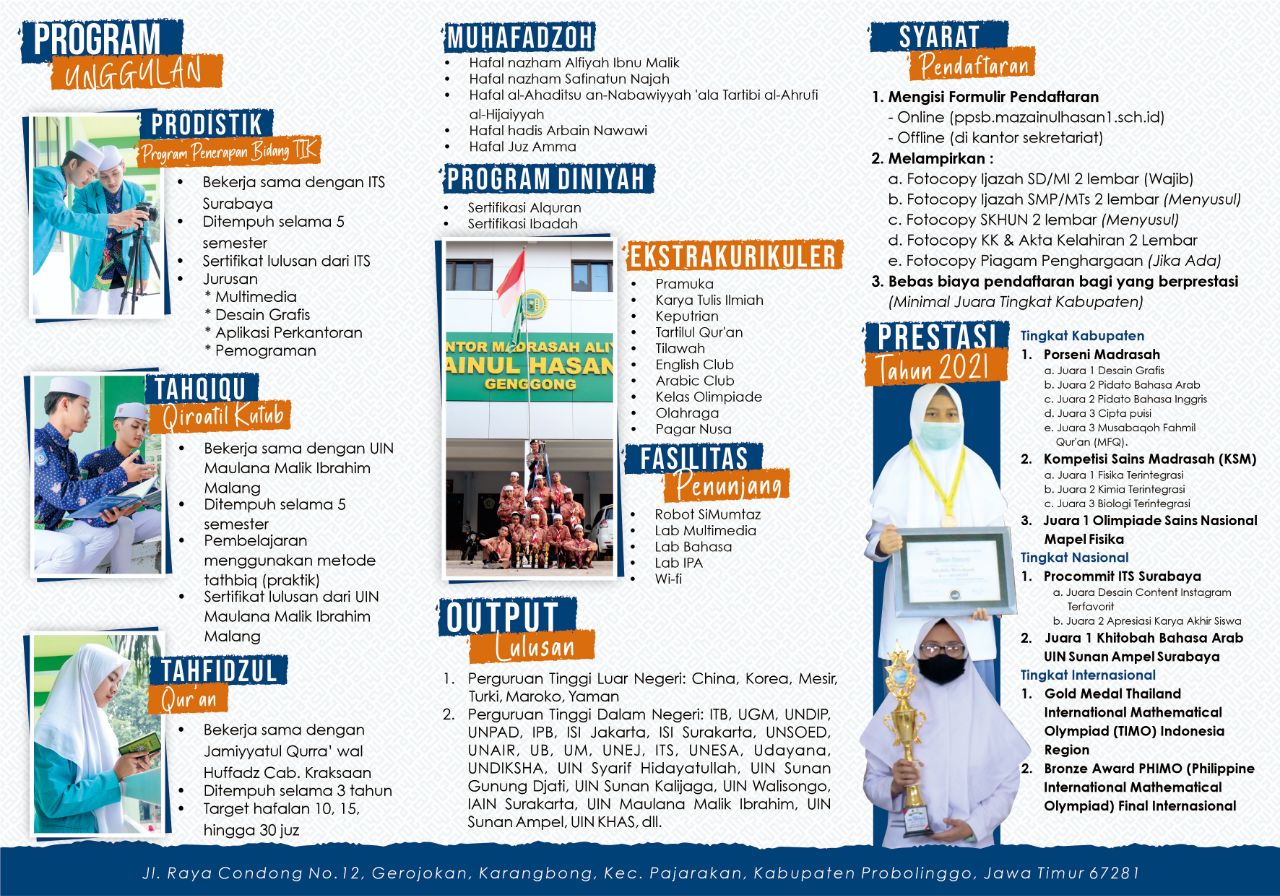 PROGRAM
UNGGULAN
PRODISTIK
Program Penerapan Bidang TIK
• Bekerja sama dengan ITS
Surabaya
• Ditempuh selama 5
semester
• Sertifikat lulusan dari ITS
• Jurusan
* Multimedia
* Desain Grafis
* Aplikasi Perkantoran
* Pemograman
TAHQIQU
Qiroatil Kutub
• Bekerja sama dengan UIN
Maulana Malik Ibrahim
Malang
• Ditempuh selama 5
semester
• Pembelajaran
menggunakan metode
tathbiq (praktik)
• Sertifikat lulusan dari UIN
Maulana Malik Ibrahim
Malang
TAHFIDZUL
Qur'an
• Bekerja sama dengan
Jamiyyatul Qurra' wal
Huffadz Cab. Kraksaan
• Ditempuh selama 3 tahun
• Target hafalan 10, 15,
hingga 30 juz
MUHAFADZOH
• Hafal nazham Alfiyah Ibnu Malik
• Hafal nazham Safinatun Najah
• Hafal al-Ahaditsu an-Nabawiyyah 'ala Tartibi al-Ahrufi
al-Hijaiyyah
• Hafal hadis Arbain Nawawi
• Hafal Juz Amma
PROGRAM DINIYAH
• Sertifikasi Alquran
• Sertifikasi Ibadah
NTOR MADRASAH ALIY
AINUL HASAN
GENGGONG
EKSTRAKURIKULER
• Pramuka
• Karya Tulis Ilmiah
• Keputrian
• Tartilul Qur'an
• Tilawah
• English Club
• Arabic Club
• Kelas Olimpiade
• Olahraga
• Pagar Nusa
FASILITAS
Penunjang
• Robot SiMumtaz
• Lab Multimedia
• Lab Bahasa
• Lab IPA
• Wi-fi
OUTPUT
Lulusan
1. Perguruan Tinggi Luar Negeri: China, Korea, Mesir,
Turki, Maroko, Yaman
2. Perguruan Tinggi Dalam Negeri: ITB, UGM, UNDIP,
UNPAD, IPB, ISI Jakarta, ISI Surakarta, UNSOED,
UNAIR, UB, UM, UNEJ, ITS, UNESA, Udayana,
UNDIKSHA, UIN Syarif Hidayatullah, UIN Sunan
Gunung Djati, UIN Sunan Kalijaga, UIN Walisongo,
IAIN Surakarta, UIN Maulana Malik Ibrahim, UIN
Sunan Ampel, UIN KHAS, dll.
SYARAT
Pendaftaran
1. Mengisi Formulir Pendaftaran
- Online (ppsb.mazainulhasan1.sch.id)
- Offline (di kantor sekretariat)
2. Melampirkan :
a. Fotocopy Ijazah SD/MI 2 lembar (Wajib)
b. Fotocopy Ijazah SMP/MTs 2 lembar (Menyusul)
c. Fotocopy SKHUN 2 lembar (Menyusul)
d. Fotocopy KK & Akta Kelahiran 2 Lembar
e. Fotocopy Piagam Penghargaan (Jika Ada)
3. Bebas biaya pendaftaran bagi yang berprestasi
(Minimal Juara Tingkat Kabupaten)
PRESTASI
Tahun 2021
Tingkat Kabupaten
1. Porseni Madrasah
a. Juara 1 Desain Grafis
b. Juara 2 Pidato Bahasa Arab
c. Juara 2 Pidato Bahasa Inggris
d. Juara 3 Cipta puisi
e. Juara 3 Musabaqoh Fahmil
Qur'an (MFQ).
2. Kompetisi Sains Madrasah (KSM)
a. Juara 1 Fisika Terintegrasi
b. Juara 2 Kimia Terintegrasi
c. Juara 3 Biologi Terintegrasi
3. Juara 1 Olimpiade Sains Nasional
Mapel Fisika
Tingkat Nasional
1. Procommit ITS Surabaya
a. Juara Desain Content Instagram
Terfavorit
b. Juara 2 Apresiasi Karya Akhir Siswa
2. Juara 1 Khitobah Bahasa Arab
UIN Sunan Ampel Surabaya
Tingkat Internasional
1. Gold Medal Thailand
International Mathematical
Olympiad (TIMO) Indonesia
Region
2. Bronze Award PHIMO (Philippine
International Mathematical
Olympiad) Final Internasional
Jl. Raya Condong No.12, Gerojokan, Karangbong, Kec. Pajarakan, Kabupaten Probolinggo, Jawa Timur 67281